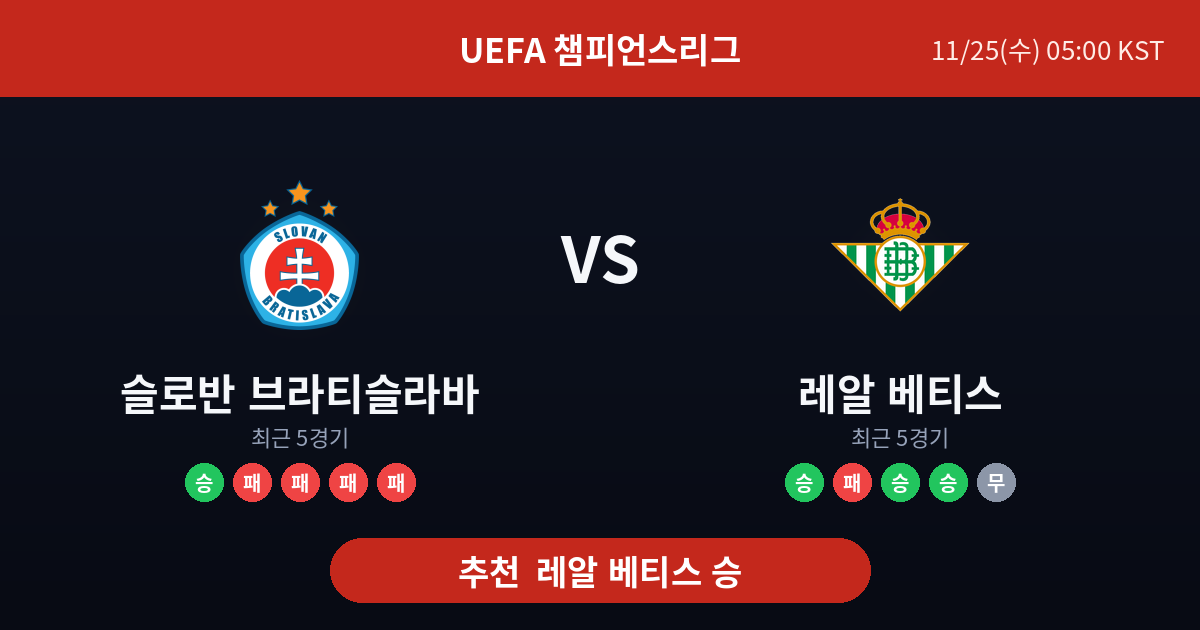 UEFA 챔피언스리그
11/25(수) 05:00 KST
SLOVAN
BRATISLAVA
VS
슬로반 브라티슬라바
레알 베티스
최근 5경기
최근 5경기
승 패 패 패 패
승 패 승 승 무
추천 레알 베티스 승